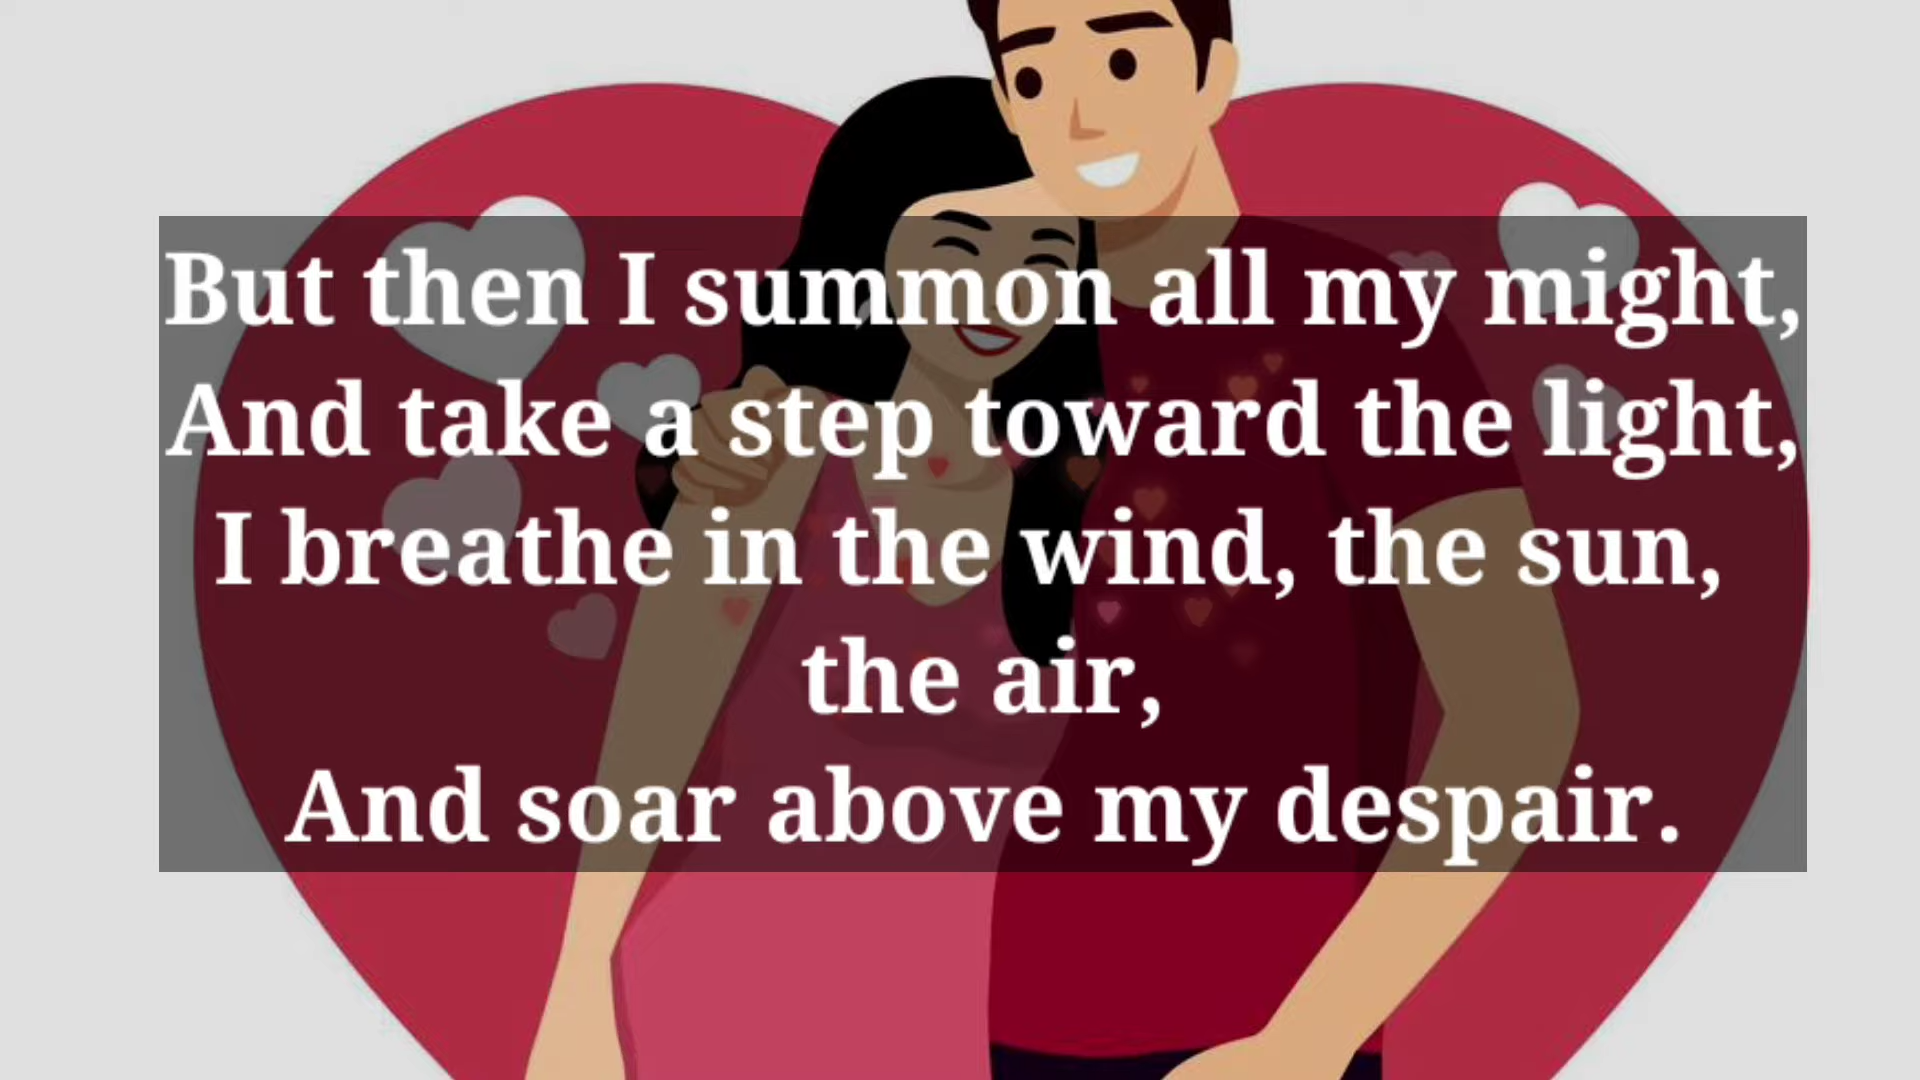 But then I summon all my might,
And take a step toward the light,
I breathe in the wind, the sun,
the air,
And soar above my despair.